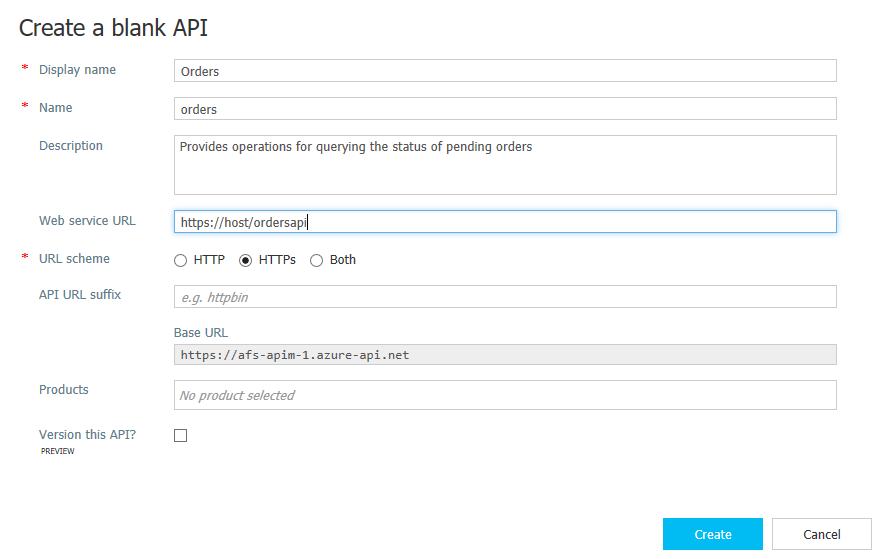 Create a blank API
* Display name
Orders
* Name
orders
Description
Provides operations for querying the status of pending orders
Web service URL
https://host/ordersapi
* URL scheme
HTTP HTTPs Both
API URL suffix
e.g. httpbin
Base URL
https://afs-apim-1.azure-api.net
Products
No product selected
Version this API?
PREVIEW
Create Cancel